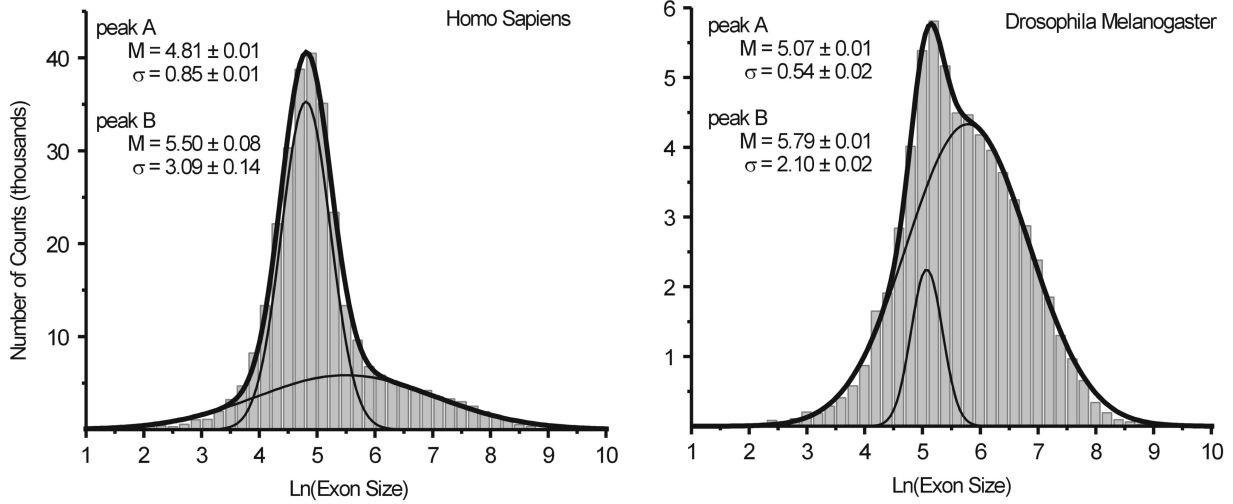 Homo Sapiens
peak A
M = 4.81 ± 0.01
σ = 0.85 ± 0.01
peak B
M = 5.50 ± 0.08
σ = 3.09 ± 0.14
Number of Counts (thousands)
40
30
20
10
1 2 3 4 5 6 7 8 9 10
Ln(Exon Size)
Drosophila Melanogaster
peak A
M = 5.07 ± 0.01
σ = 0.54 ± 0.02
peak B
M = 5.79 ± 0.01
σ = 2.10 ± 0.02
6
5
4
3
2
1
1 2 3 4 5 6 7 8 9 10
Ln(Exon Size)